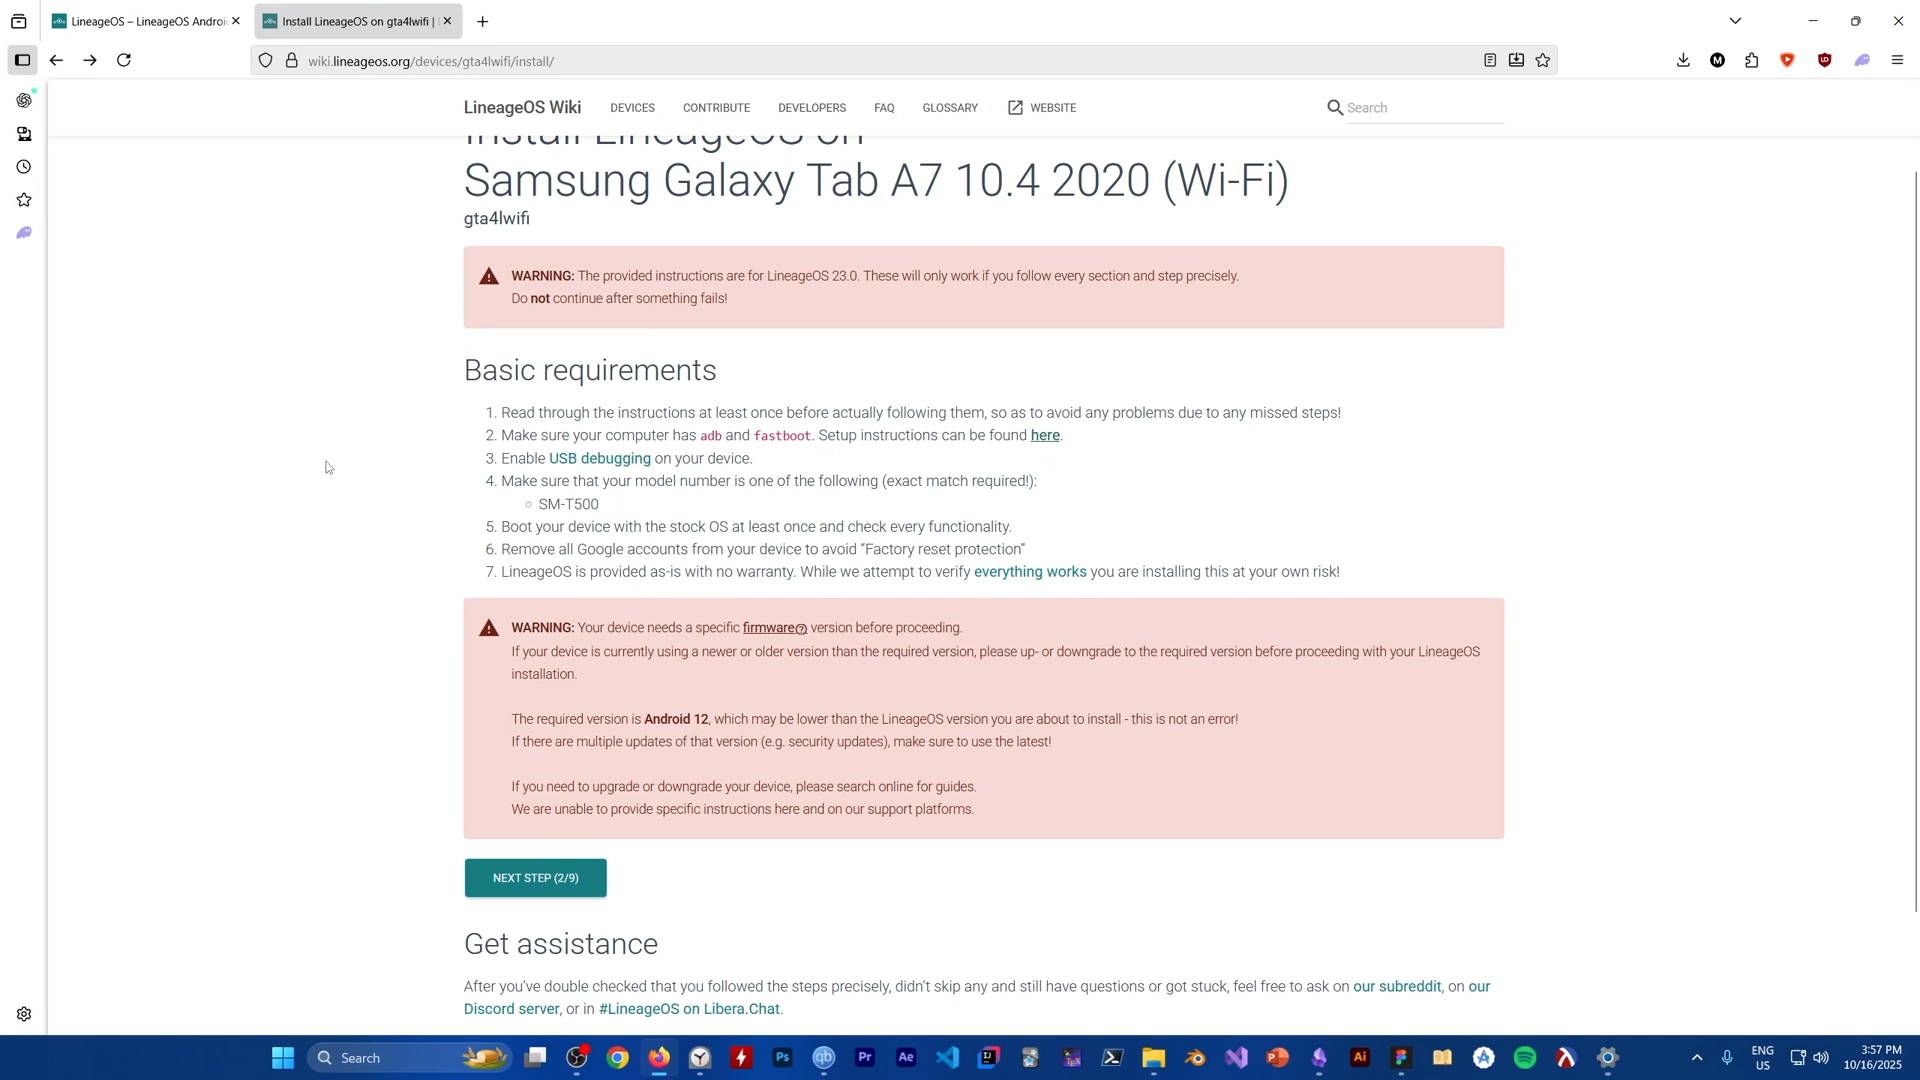 LineageOS – LineageOS Androi
Install LineageOS on gta4lwifi |
wiki.lineageos.org/devices/gta4lwifi/install/
LineageOS Wiki
DEVICES
CONTRIBUTE
DEVELOPERS
FAQ
GLOSSARY
WEBSITE
Search
Install LineageOS on
Samsung Galaxy Tab A7 10.4 2020 (Wi-Fi)
gta4lwifi
WARNING: The provided instructions are for LineageOS 23.0. These will only work if you follow every section and step precisely.
Do not continue after something fails!
Basic requirements
1. Read through the instructions at least once before actually following them, so as to avoid any problems due to any missed steps!
2. Make sure your computer has adb and fastboot. Setup instructions can be found here.
3. Enable USB debugging on your device.
4. Make sure that your model number is one of the following (exact match required!):
SM-T500
5. Boot your device with the stock OS at least once and check every functionality.
6. Remove all Google accounts from your device to avoid “Factory reset protection”
7. LineageOS is provided as-is with no warranty. While we attempt to verify everything works you are installing this at your own risk!
WARNING: Your device needs a specific firmware version before proceeding.
If your device is currently using a newer or older version than the required version, please up- or downgrade to the required version before proceeding with your LineageOS
installation.
The required version is Android 12, which may be lower than the LineageOS version you are about to install - this is not an error!
If there are multiple updates of that version (e.g. security updates), make sure to use the latest!
If you need to upgrade or downgrade your device, please search online for guides.
We are unable to provide specific instructions here and on our support platforms.
NEXT STEP (2/9)
Get assistance
After you’ve double checked that you followed the steps precisely, didn’t skip any and still have questions or got stuck, feel free to ask on our subreddit, on our
Discord server, or in #LineageOS on Libera.Chat.
Search
Ps
qb
Pr
Ae
Ai
ENG
US
3:57 PM
10/16/2025